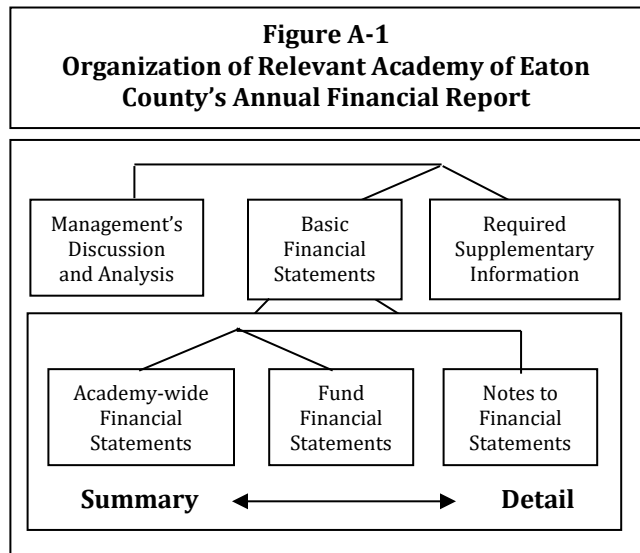 Figure A-1
Organization of Relevant Academy of Eaton
County's Annual Financial Report
Management's
Discussion
and Analysis
Basic
Financial
Statements
Required
Supplementary
Information
Academy-wide
Financial
Statements
Fund
Financial
Statements
Notes to
Financial
Statements
Summary
Detail